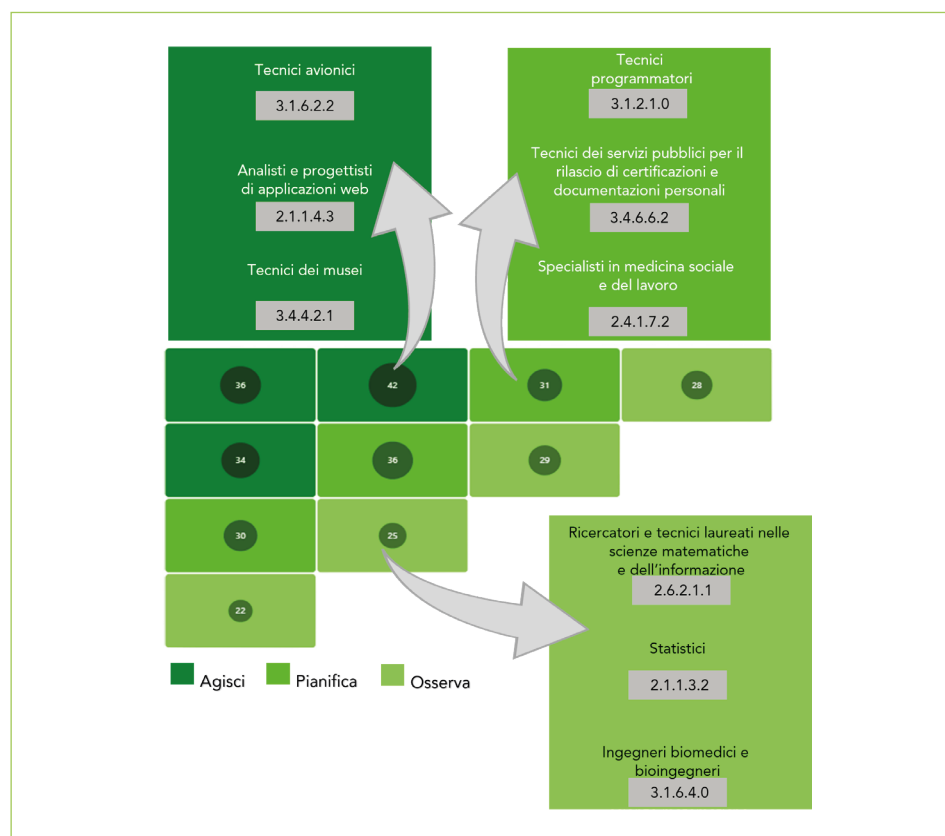 Tecnici avionici
3.1.6.2.2
Analisti e progettisti
di applicazioni web
2.1.1.4.3
Tecnici dei musei
3.4.4.2.1
Tecnici
programmatori
3.1.2.1.0
Tecnici dei servizi pubblici per il
rilascio di certificazioni e
documentazioni personali
3.4.6.6.2
Specialisti in medicina sociale
e del lavoro
2.4.1.7.2
36
42
31
28
34
36
29
30
25
22
Ricercatori e tecnici laureati nelle
scienze matematiche
e dell'informazione
2.6.2.1.1
Statistici
2.1.1.3.2
Ingegneri biomedici e
bioingegneri
3.1.6.4.0
Agisci
Pianifica
Osserva